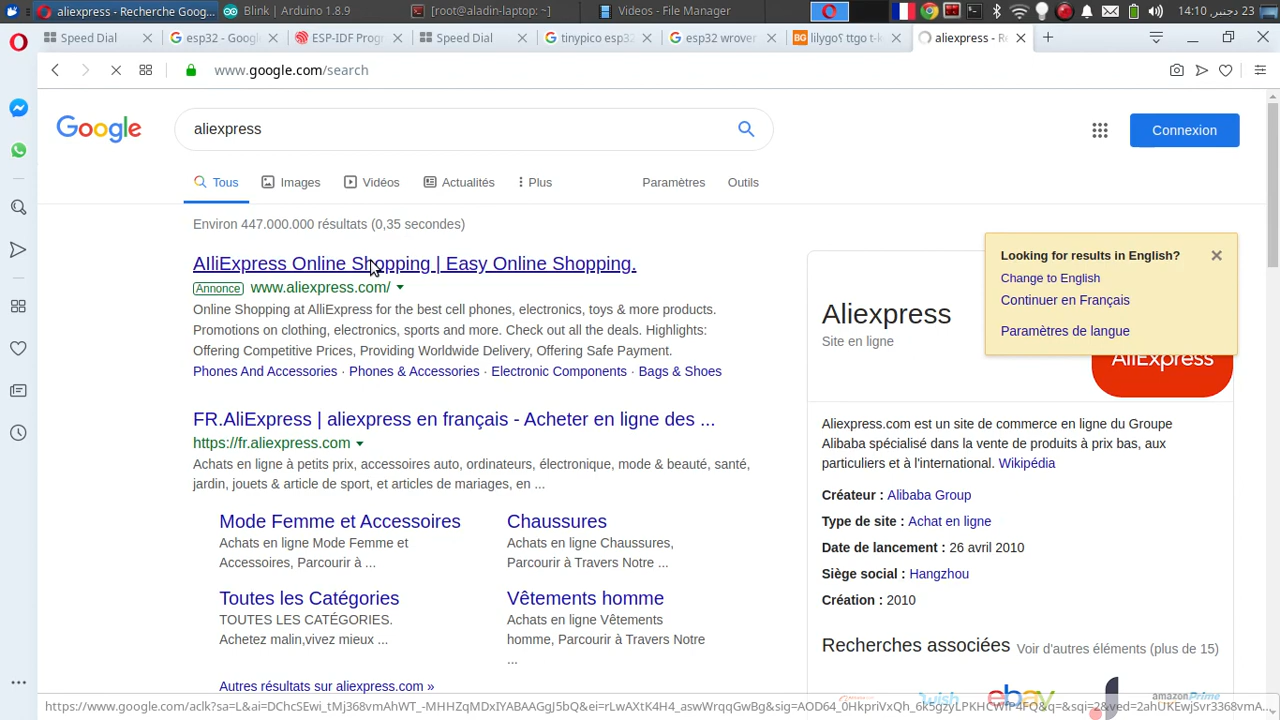 aliexpress - Recherche Goog...
Blink | Arduino 1.8.9
[root@aladin-laptop: ~]
Videos - File Manager
23 دجنبر, 14:10
Speed Dial
esp32 - Googl
ESP-IDF Progr
Speed Dial
tinypico esp32
esp32 wrover
BG
lilygo؟ ttgo t-k
aliexpress - Re
www.google.com/search
Google
aliexpress
Connexion
Tous
Images
Vidéos
Actualités
Plus
Paramètres
Outils
Environ 447.000.000 résultats (0,35 secondes)
AlliExpress Online Shopping | Easy Online Shopping.
Annonce www.aliexpress.com/
Online Shopping at AlliExpress for the best cell phones, electronics, toys & more products.
Promotions on clothing, electronics, sports and more. Check out all the deals. Highlights:
Offering Competitive Prices, Providing Worldwide Delivery, Offering Safe Payment.
Phones And Accessories · Phones & Accessories · Electronic Components · Bags & Shoes
FR.AliExpress | aliexpress en français - Acheter en ligne des ...
https://fr.aliexpress.com
Achats en ligne à petits prix, accessoires auto, ordinateurs, électronique, mode & beauté, santé,
jardin, jouets & article de sport, et articles de mariages, en ...
Mode Femme et Accessoires
Achats en ligne Mode Femme et
Accessoires, Parcourir à ...
Chaussures
Achats en ligne Chaussures,
Parcourir à Travers Notre ...
Toutes les Catégories
TOUTES LES CATÉGORIES.
Achetez malin,vivez mieux ...
Vêtements homme
Achats en ligne Vêtements
homme, Parcourir à Travers Notre
...
Autres résultats sur aliexpress.com »
Looking for results in English?
Change to English
Continuer en Français
Paramètres de langue
Aliexpress
Site en ligne
AliExpress
Aliexpress.com est un site de commerce en ligne du Groupe
Alibaba spécialisé dans la vente de produits à prix bas, aux
particuliers et à l'international. Wikipédia
Créateur : Alibaba Group
Type de site : Achat en ligne
Date de lancement : 26 avril 2010
Siège social : Hangzhou
Création : 2010
Recherches associées
Voir d'autres éléments (plus de 15)
wish
ebay
amazonPrime